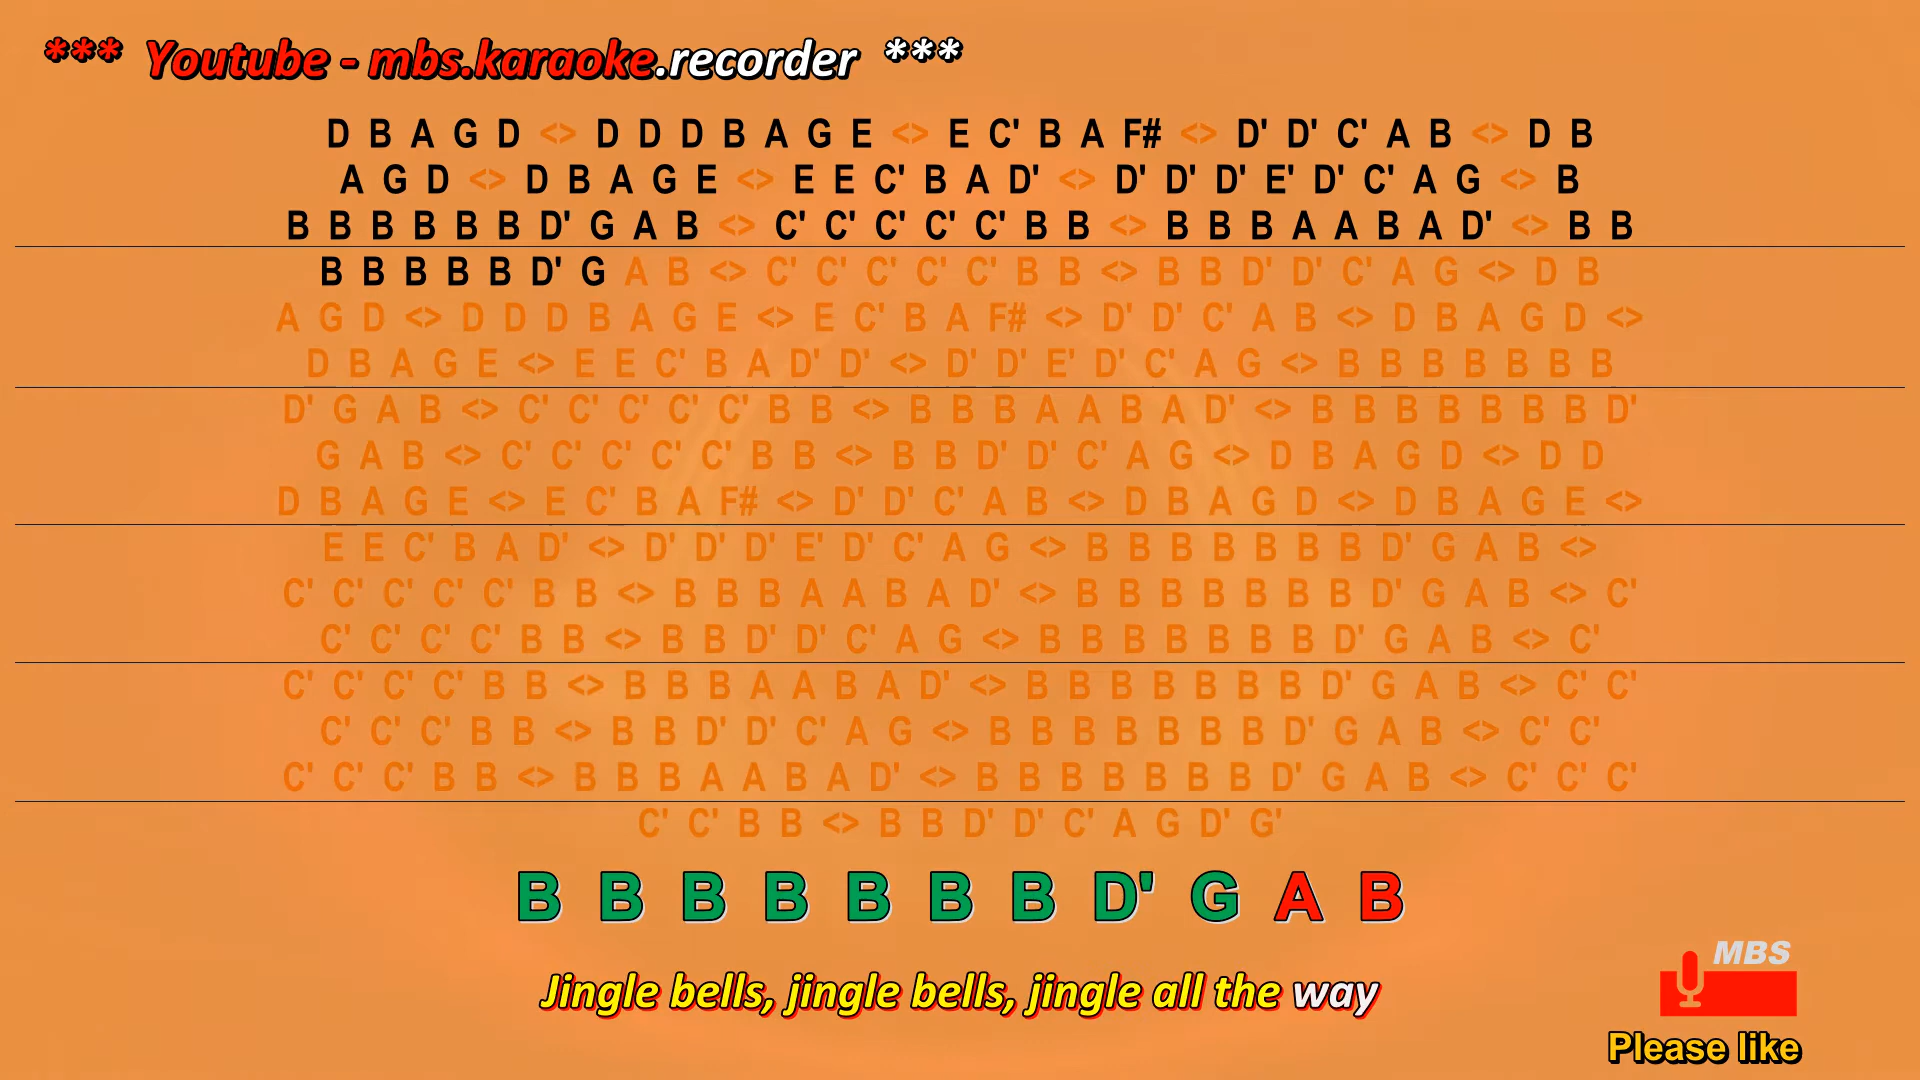 *** Youtube - mbs.karaoke.recorder ***
D B A G D <> D D D B A G E <> E C' B A F# <> D' D' C' A B <> D B
A G D <> D B A G E <> E E C' B A D' <> D' D' D' E' D' C' A G <> B
B B B B B B D' G A B <> C' C' C' C' C' B B <> B B B A A B A D' <> B B
B B B B B D' G A B <> C' C' C' C' C' B B <> B B D' D' C' A G <> D B
A G D <> D D D B A G E <> E C' B A F# <> D' D' C' A B <> D B A G D <>
D B A G E <> E E C' B A D' D' <> D' D' E' D' C' A G <> B B B B B B B
D' G A B <> C' C' C' C' C' B B <> B B B A A B A D' <> B B B B B B B D'
G A B <> C' C' C' C' C' B B <> B B D' D' C' A G <> D B A G D <> D D
D B A G E <> E C' B A F# <> D' D' C' A B <> D B A G D <> D B A G E <>
E E C' B A D' <> D' D' D' E' D' C' A G <> B B B B B B B D' G A B <>
C' C' C' C' C' B B <> B B B A A B A D' <> B B B B B B B D' G A B <> C'
C' C' C' C' B B <> B B D' D' C' A G <> B B B B B B B D' G A B <> C'
C' C' C' C' B B <> B B B A A B A D' <> B B B B B B B D' G A B <> C' C'
C' C' C' B B <> B B D' D' C' A G <> B B B B B B B D' G A B <> C' C'
C' C' C' B B <> B B B A A B A D' <> B B B B B B B D' G A B <> C' C' C'
C' C' B B <> B B D' D' C' A G D' G'
B B B B B B B D' G A B
Jingle bells, jingle bells, jingle all the way
MBS
Please like